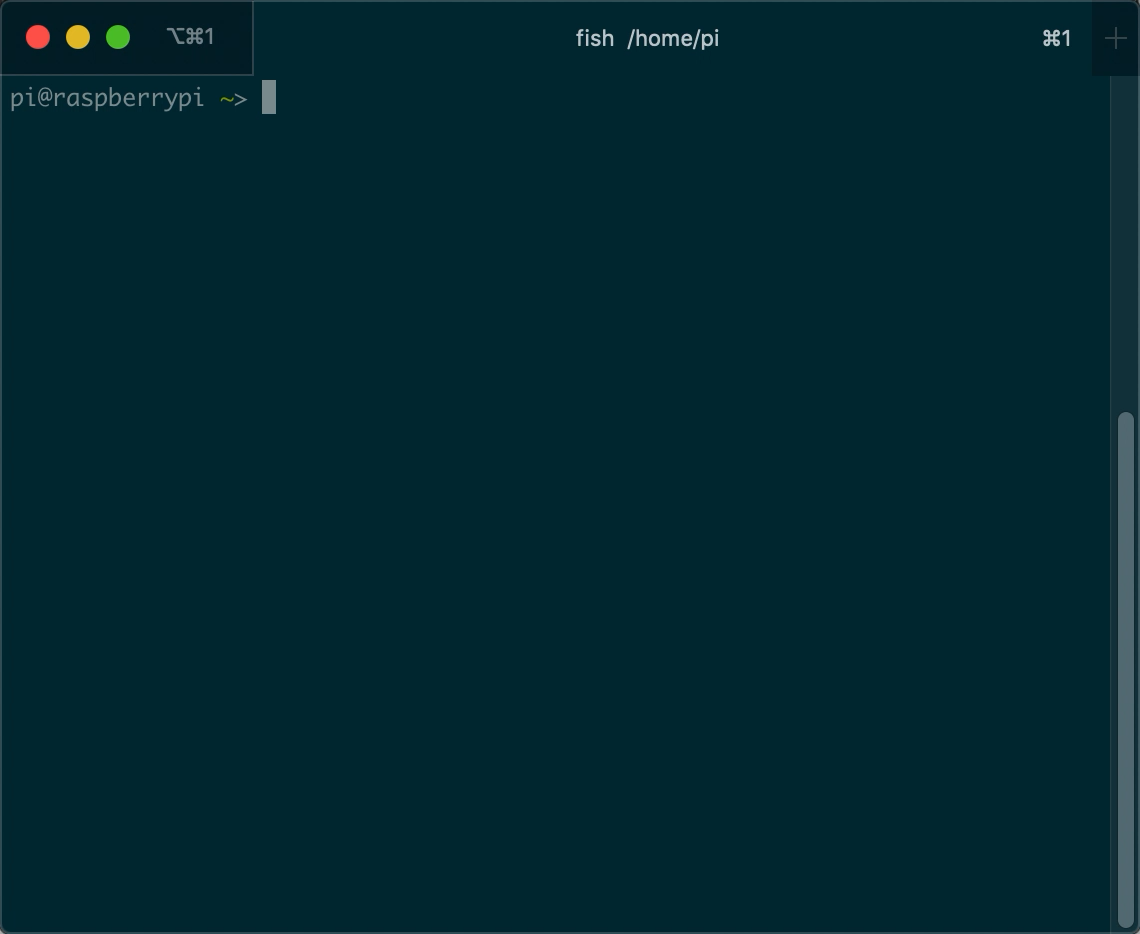 ⌥⌘1 fish /home/pi ⌘1 +
pi@raspberrypi ~>